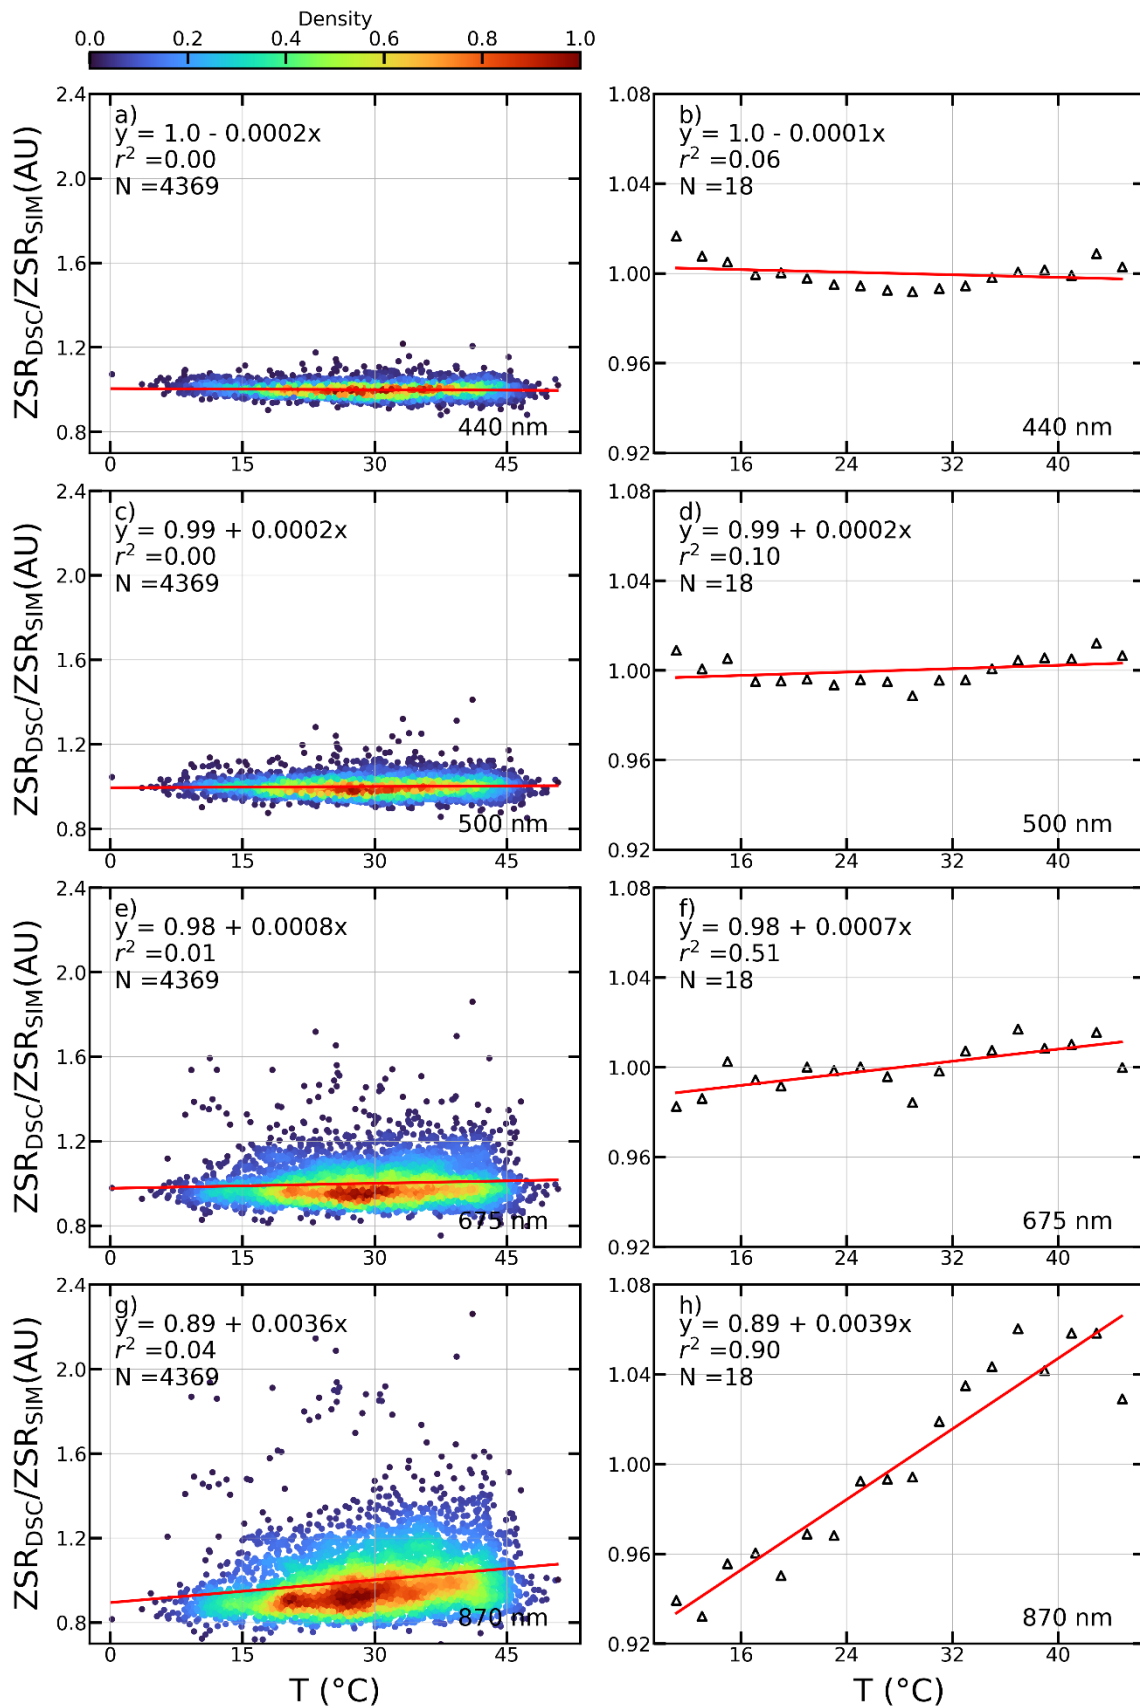 Density
0.0 0.2 0.4 0.6 0.8 1.0
ZSR_DSC/ZSR_SIM(AU)
2.4
2.0
1.6
1.2
0.8
a)
y = 1.0 - 0.0002x
r² =0.00
N =4369
440 nm
0 15 30 45
1.08
1.04
1.00
0.96
0.92
b)
y = 1.0 - 0.0001x
r² =0.06
N =18
440 nm
16 24 32 40
ZSR_DSC/ZSR_SIM(AU)
2.4
2.0
1.6
1.2
0.8
c)
y = 0.99 + 0.0002x
r² =0.00
N =4369
500 nm
0 15 30 45
1.08
1.04
1.00
0.96
0.92
d)
y = 0.99 + 0.0002x
r² =0.10
N =18
500 nm
16 24 32 40
ZSR_DSC/ZSR_SIM(AU)
2.4
2.0
1.6
1.2
0.8
e)
y = 0.98 + 0.0008x
r² =0.01
N =4369
675 nm
0 15 30 45
1.08
1.04
1.00
0.96
0.92
f)
y = 0.98 + 0.0007x
r² =0.51
N =18
675 nm
16 24 32 40
ZSR_DSC/ZSR_SIM(AU)
2.4
2.0
1.6
1.2
0.8
g)
y = 0.89 + 0.0036x
r² =0.04
N =4369
870 nm
0 15 30 45
T (°C)
1.08
1.04
1.00
0.96
0.92
h)
y = 0.89 + 0.0039x
r² =0.90
N =18
870 nm
16 24 32 40
T (°C)